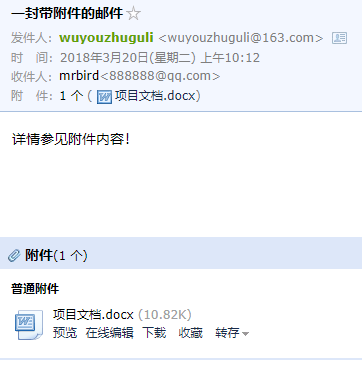 一封带附件的邮件
发件人：wuyouzhuguli <wuyouzhuguli@163.com>
时　间：2018年3月20日(星期二) 上午10:12
收件人：mrbird<888888@qq.com>
附　件：1 个 ( 项目文档.docx)
详情参见附件内容!
附件(1 个)
普通附件
项目文档.docx (10.82K)
预览 在线编辑 下载 收藏 转存